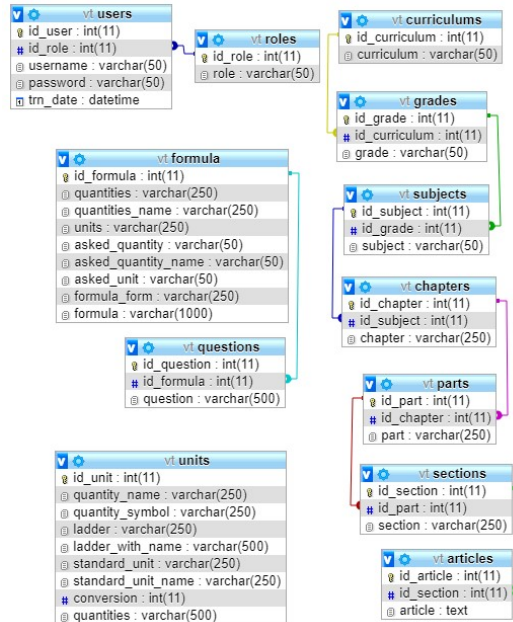 vt users
id_user : int(11)
id_role : int(11)
username : varchar(50)
password : varchar(50)
trn_date : datetime
vt roles
id_role : int(11)
role : varchar(50)
vt curriculums
id_curriculum : int(11)
curriculum : varchar(50)
vt grades
id_grade : int(11)
id_curriculum : int(11)
grade : varchar(50)
vt formula
id_formula : int(11)
quantities : varchar(250)
quantities_name : varchar(250)
units : varchar(250)
asked_quantity : varchar(50)
asked_quantity_name : varchar(50)
asked_unit : varchar(50)
formula_form : varchar(250)
formula : varchar(1000)
vt subjects
id_subject : int(11)
id_grade : int(11)
subject : varchar(50)
vt chapters
id_chapter : int(11)
id_subject : int(11)
chapter : varchar(250)
vt questions
id_question : int(11)
id_formula : int(11)
question : varchar(500)
vt parts
id_part : int(11)
id_chapter : int(11)
part : varchar(250)
vt units
id_unit : int(11)
quantity_name : varchar(250)
quantity_symbol : varchar(250)
ladder : varchar(250)
ladder_with_name : varchar(500)
standard_unit : varchar(250)
standard_unit_name : varchar(250)
conversion : int(11)
quantities : varchar(500)
vt sections
id_section : int(11)
id_part : int(11)
section : varchar(250)
vt articles
id_article : int(11)
id_section : int(11)
article : text